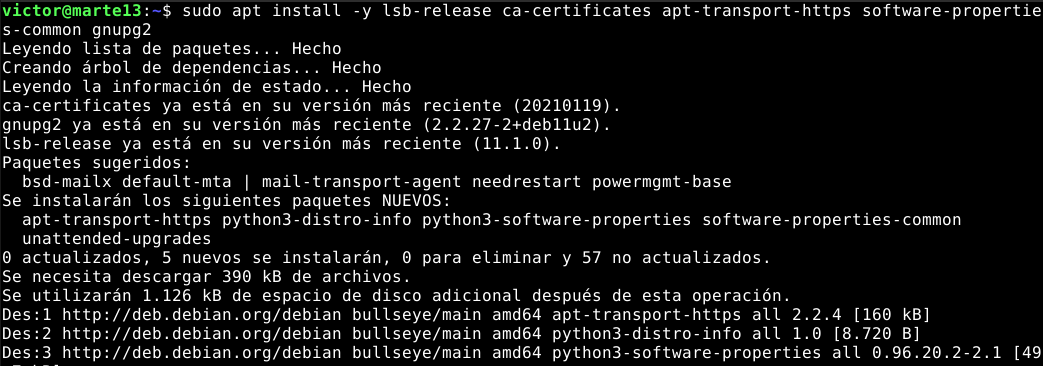 victor@marte13:~$ sudo apt install -y lsb-release ca-certificates apt-transport-https software-propertie
s-common gnupg2
Leyendo lista de paquetes... Hecho
Creando árbol de dependencias... Hecho
Leyendo la información de estado... Hecho
ca-certificates ya está en su versión más reciente (20210119).
gnupg2 ya está en su versión más reciente (2.2.27-2+deb11u2).
lsb-release ya está en su versión más reciente (11.1.0).
Paquetes sugeridos:
  bsd-mailx default-mta | mail-transport-agent needrestart powermgmt-base
Se instalarán los siguientes paquetes NUEVOS:
  apt-transport-https python3-distro-info python3-software-properties software-properties-common
  unattended-upgrades
0 actualizados, 5 nuevos se instalarán, 0 para eliminar y 57 no actualizados.
Se necesita descargar 390 kB de archivos.
Se utilizarán 1.126 kB de espacio de disco adicional después de esta operación.
Des:1 http://deb.debian.org/debian bullseye/main amd64 apt-transport-https all 2.2.4 [160 kB]
Des:2 http://deb.debian.org/debian bullseye/main amd64 python3-distro-info all 1.0 [8.720 B]
Des:3 http://deb.debian.org/debian bullseye/main amd64 python3-software-properties all 0.96.20.2-2.1 [49